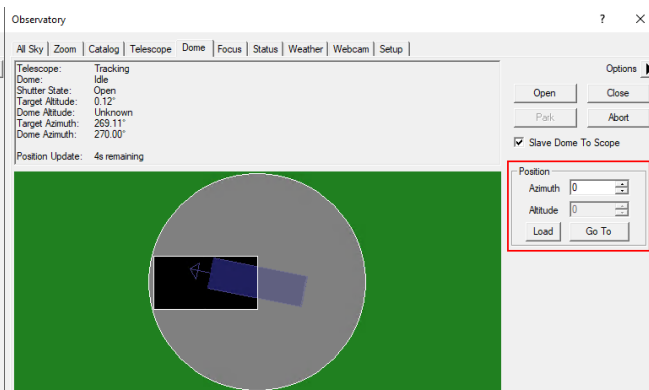 Observatory ? ×
All Sky Zoom Catalog Telescope Dome Focus Status Weather Webcam Setup
Telescope: Tracking
Dome: Idle
Shutter State: Open
Target Altitude: 0.12°
Dome Altitude: Unknown
Target Azimuth: 269.11°
Dome Azimuth: 270.00°
Position Update: 4s remaining
Options
Open Close
Park Abort
Slave Dome To Scope
Position
Azimuth 0
Altitude 0
Load Go To